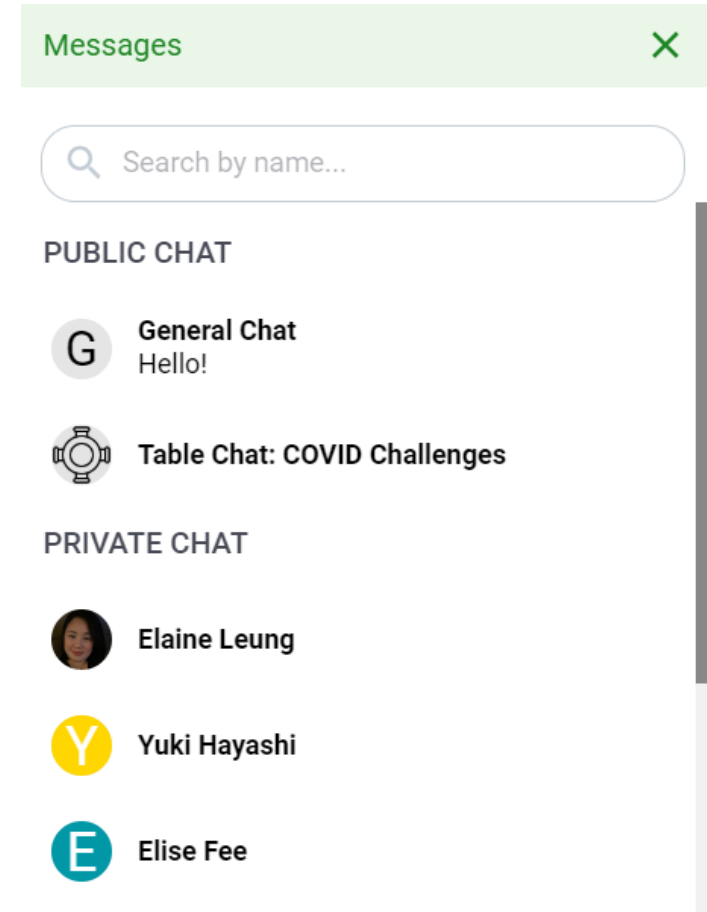 Messages
Search by name...
PUBLIC CHAT
G
General Chat
Hello!
Table Chat: COVID Challenges
PRIVATE CHAT
Elaine Leung
Y
Yuki Hayashi
E
Elise Fee